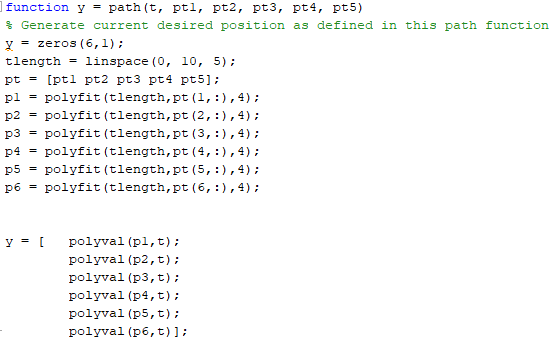 function y = path(t, pt1, pt2, pt3, pt4, pt5)
% Generate current desired position as defined in this path function
y = zeros(6,1);
tlength = linspace(0, 10, 5);
pt = [pt1 pt2 pt3 pt4 pt5];
p1 = polyfit(tlength,pt(1,:),4);
p2 = polyfit(tlength,pt(2,:),4);
p3 = polyfit(tlength,pt(3,:),4);
p4 = polyfit(tlength,pt(4,:),4);
p5 = polyfit(tlength,pt(5,:),4);
p6 = polyfit(tlength,pt(6,:),4);
y = [   polyval(p1,t);
        polyval(p2,t);
        polyval(p3,t);
        polyval(p4,t);
        polyval(p5,t);
        polyval(p6,t)];